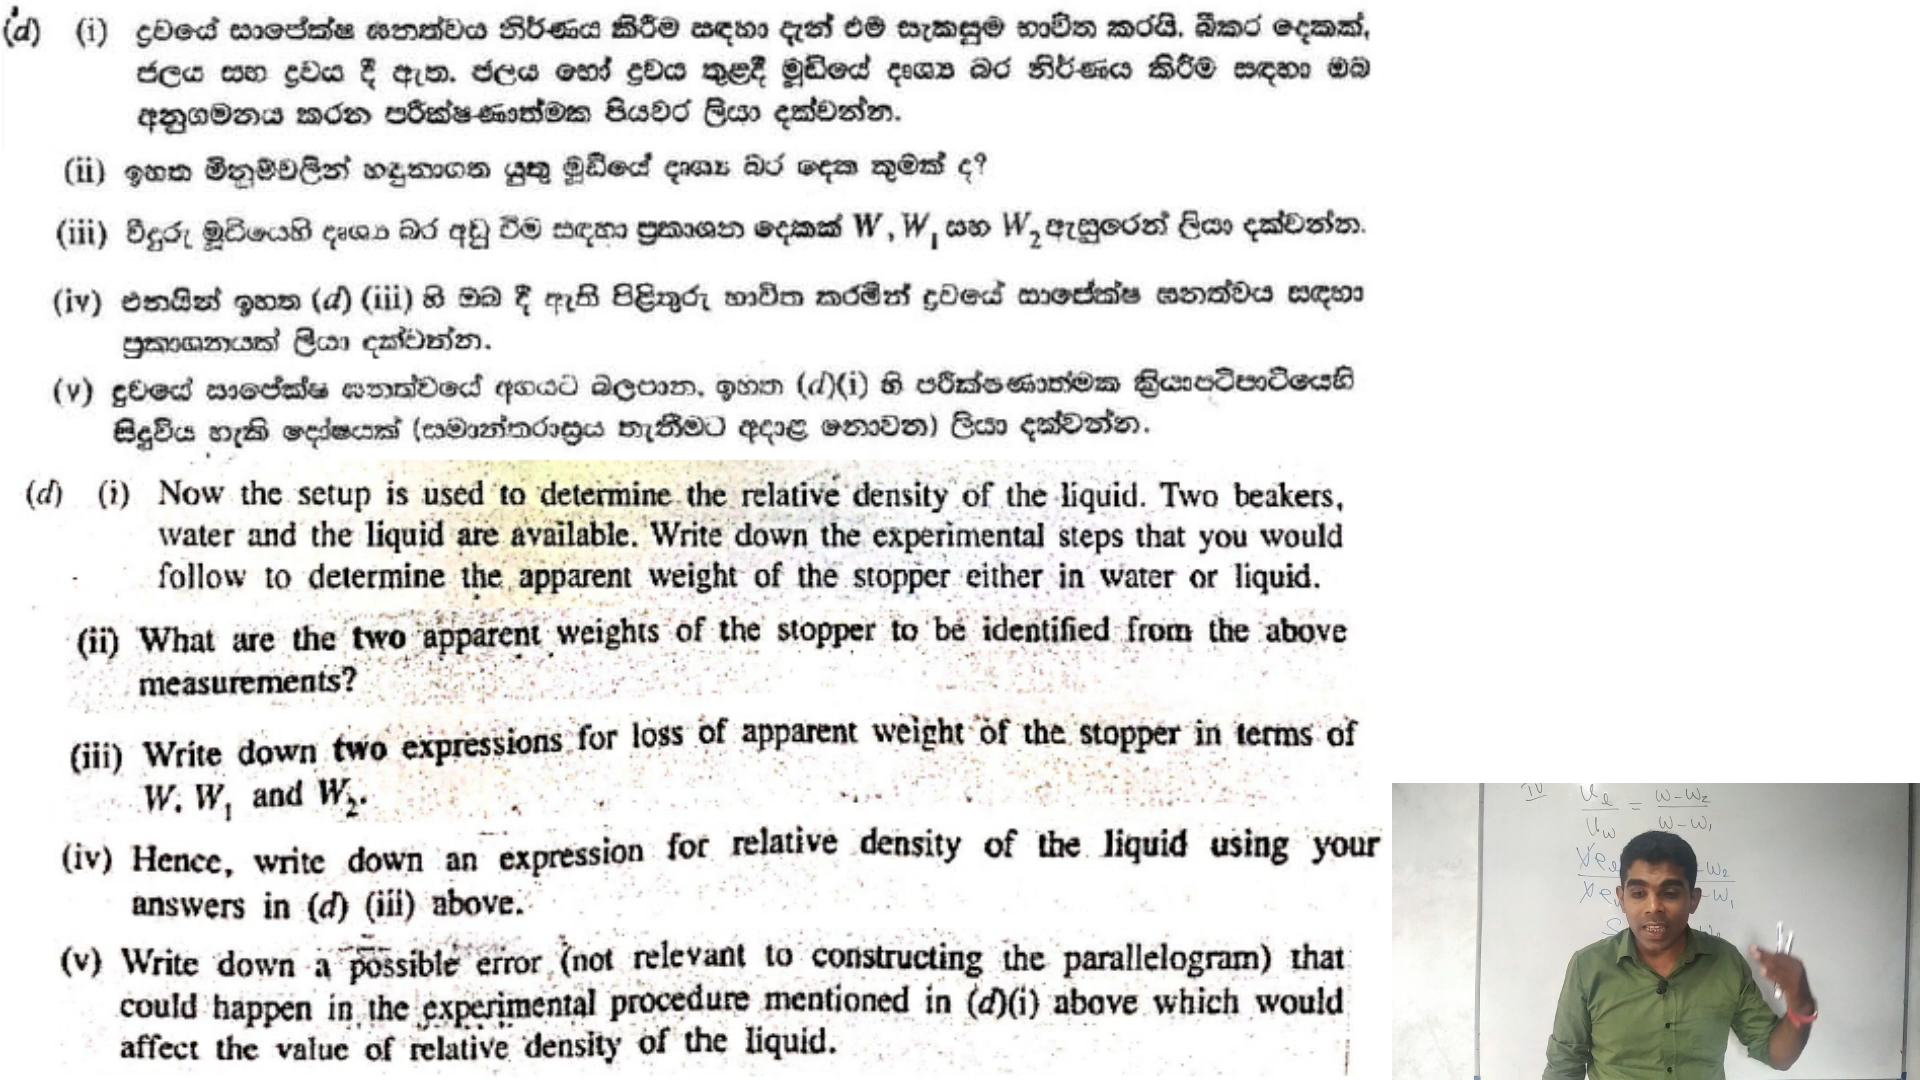 (d) (i) ද්‍රවයේ සාපේක්ෂ ඝනත්වය නිර්ණය කිරීම සඳහා දැන් එම සැකසුම භාවිත කරයි. බීකර දෙකක්,
ජලය සහ ද්‍රවය දී ඇත. ජලය හෝ ද්‍රවය තුළදී මූඩියේ දෘශ්‍ය බර නිර්ණය කිරීම සඳහා ඔබ
අනුගමනය කරන පරීක්ෂණාත්මක පියවර ලියා දක්වන්න.
(ii) ඉහත මිනුම්වලින් හඳුනාගත යුතු මූඩියේ දෘශ්‍ය බර දෙක කුමක් ද?
(iii) වීදුරු මූඩියෙහි දෘශ්‍ය බර අඩු වීම සඳහා ප්‍රකාශන දෙකක් W, W₁ සහ W₂ ඇසුරෙන් ලියා දක්වන්න.
(iv) එනයින් ඉහත (d) (iii) හි ඔබ දී ඇති පිළිතුරු භාවිත කරමින් ද්‍රවයේ සාපේක්ෂ ඝනත්වය සඳහා
ප්‍රකාශනයක් ලියා දක්වන්න.
(v) ද්‍රවයේ සාපේක්ෂ ඝනත්වයේ අගයට බලපාන, ඉහත (d)(i) හි පරීක්ෂණාත්මක ක්‍රියාපටිපාටියෙහි
සිදුවිය හැකි දෝෂයක් (සමාන්තරාස්‍රය තැනීමට අදාළ නොවන) ලියා දක්වන්න.
(d) (i) Now the setup is used to determine the relative density of the liquid. Two beakers,
water and the liquid are available. Write down the experimental steps that you would
follow to determine the apparent weight of the stopper either in water or liquid.
(ii) What are the two apparent weights of the stopper to be identified from the above
measurements?
(iii) Write down two expressions for loss of apparent weight of the stopper in terms of
W, W₁ and W₂.
(iv) Hence, write down an expression for relative density of the liquid using your
answers in (d) (iii) above.
(v) Write down a possible error (not relevant to constructing the parallelogram) that
could happen in the experimental procedure mentioned in (d)(i) above which would
affect the value of relative density of the liquid.
IV U_l / U_w = W-W₂ / W-W₁